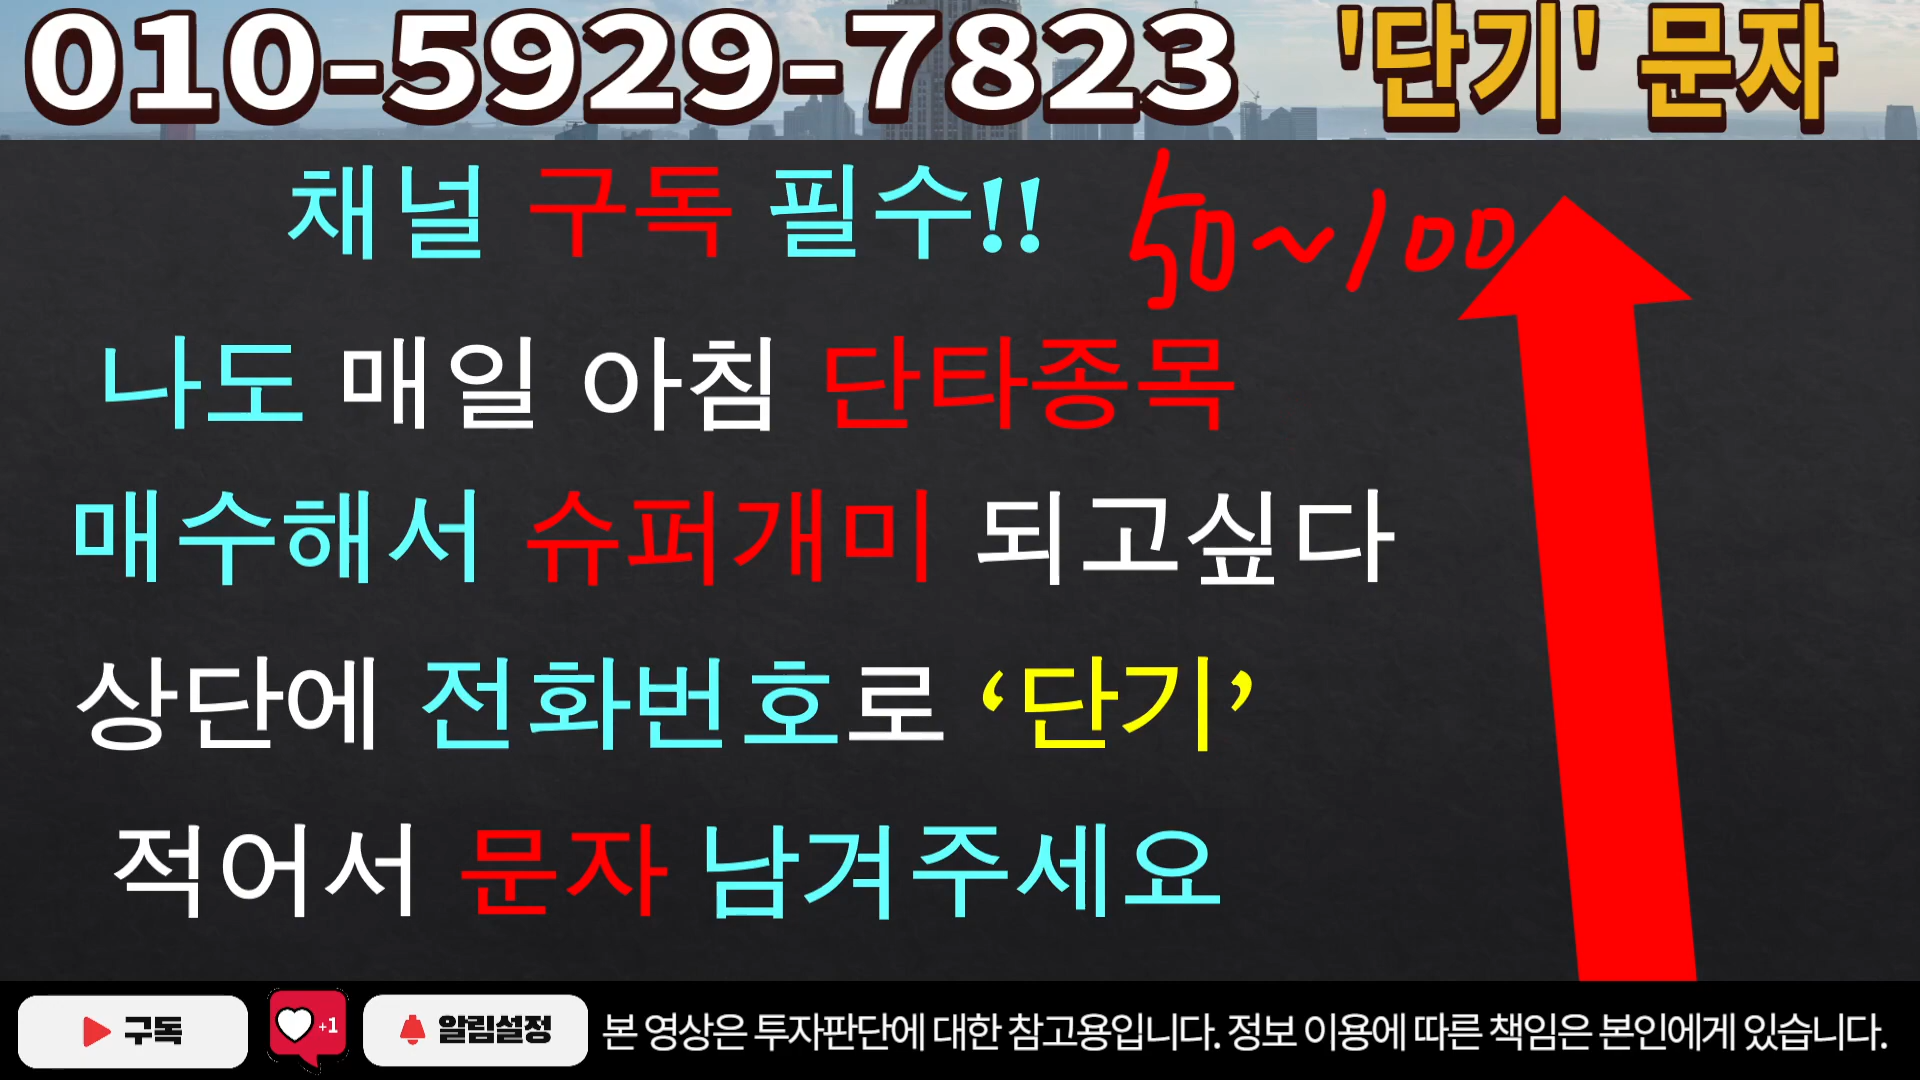 010-5929-7823 '단기' 문자
채널 구독 필수!! 50~100
나도 매일 아침 단타종목
매수해서 슈퍼개미 되고싶다
상단에 전화번호로 ‘단기’
적어서 문자 남겨주세요
구독 +1 알림설정 본 영상은 투자판단에 대한 참고용입니다. 정보 이용에 따른 책임은 본인에게 있습니다.